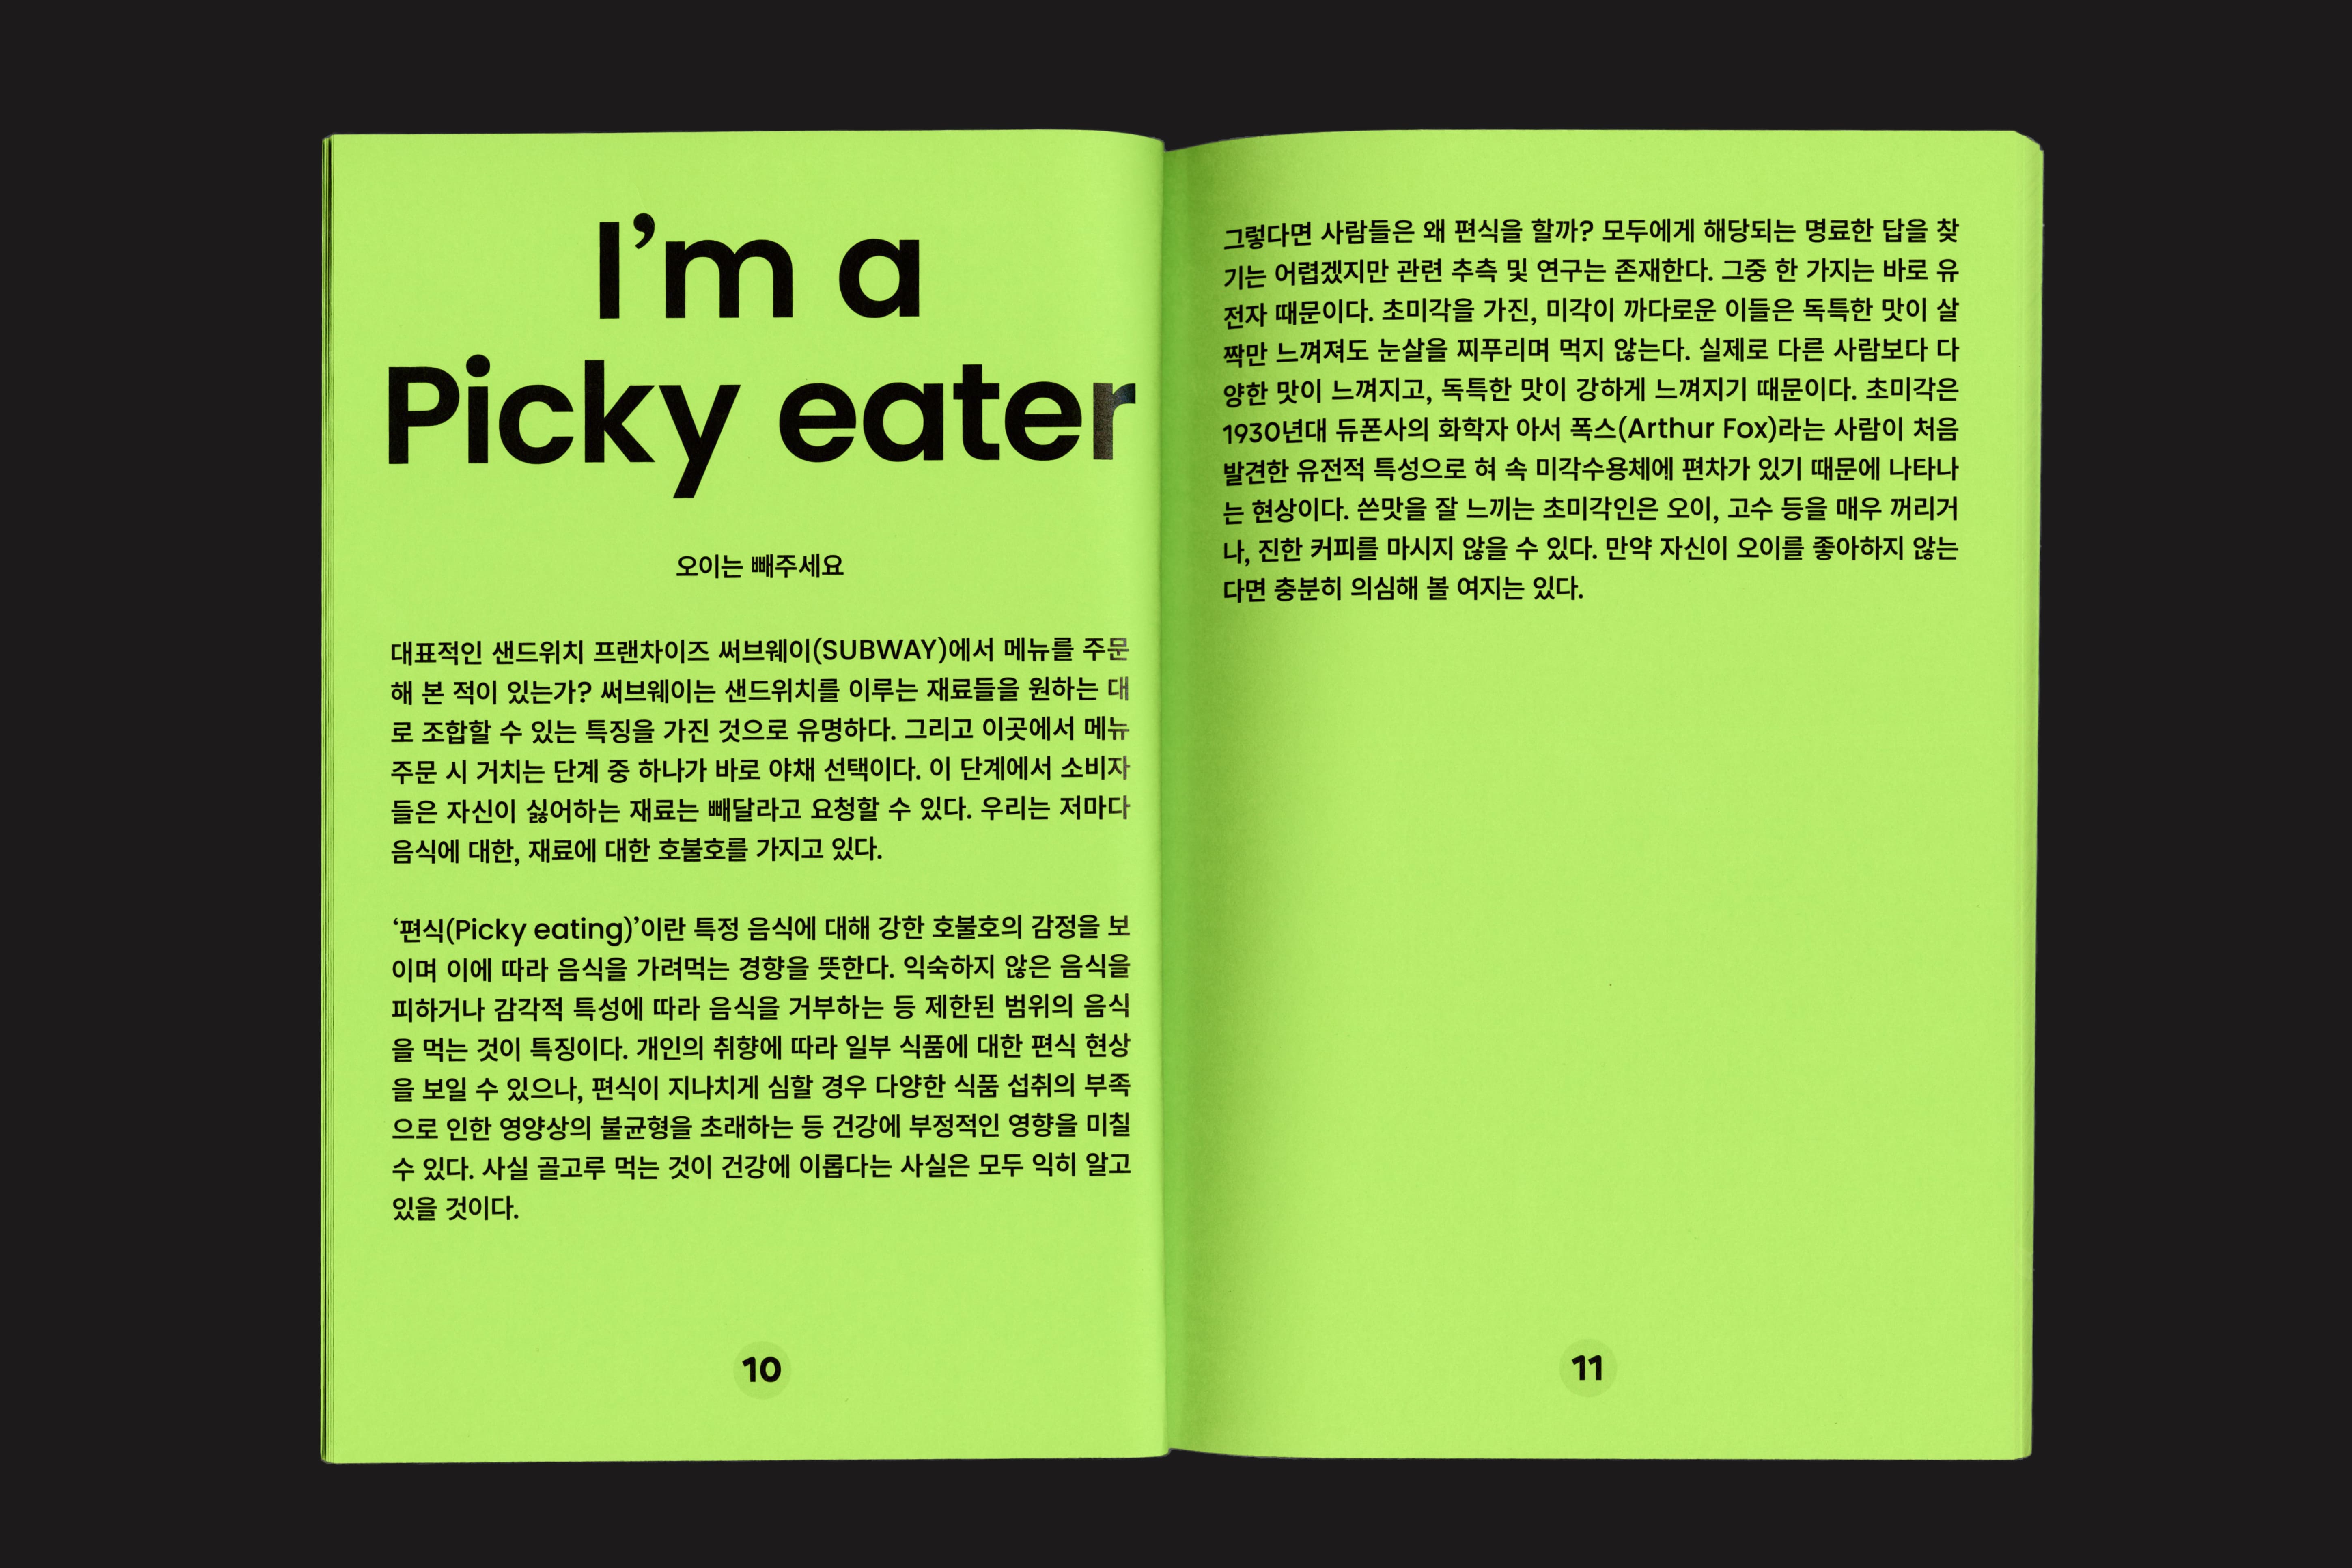 I’m a
Picky eater
오이는 빼주세요
대표적인 샌드위치 프랜차이즈 써브웨이(SUBWAY)에서 메뉴를 주문
해 본 적이 있는가? 써브웨이는 샌드위치를 이루는 재료들을 원하는 대
로 조합할 수 있는 특징을 가진 것으로 유명하다. 그리고 이곳에서 메뉴
주문 시 거치는 단계 중 하나가 바로 야채 선택이다. 이 단계에서 소비자
들은 자신이 싫어하는 재료는 빼달라고 요청할 수 있다. 우리는 저마다
음식에 대한, 재료에 대한 호불호를 가지고 있다.
‘편식(Picky eating)’이란 특정 음식에 대해 강한 호불호의 감정을 보
이며 이에 따라 음식을 가려먹는 경향을 뜻한다. 익숙하지 않은 음식을
피하거나 감각적 특성에 따라 음식을 거부하는 등 제한된 범위의 음식
을 먹는 것이 특징이다. 개인의 취향에 따라 일부 식품에 대한 편식 현상
을 보일 수 있으나, 편식이 지나치게 심할 경우 다양한 식품 섭취의 부족
으로 인한 영양상의 불균형을 초래하는 등 건강에 부정적인 영향을 미칠
수 있다. 사실 골고루 먹는 것이 건강에 이롭다는 사실은 모두 익히 알고
있을 것이다.
10
그렇다면 사람들은 왜 편식을 할까? 모두에게 해당되는 명료한 답을 찾
기는 어렵겠지만 관련 추측 및 연구는 존재한다. 그중 한 가지는 바로 유
전자 때문이다. 초미각을 가진, 미각이 까다로운 이들은 독특한 맛이 살
짝만 느껴져도 눈살을 찌푸리며 먹지 않는다. 실제로 다른 사람보다 다
양한 맛이 느껴지고, 독특한 맛이 강하게 느껴지기 때문이다. 초미각은
1930년대 듀폰사의 화학자 아서 폭스(Arthur Fox)라는 사람이 처음
발견한 유전적 특성으로 혀 속 미각수용체에 편차가 있기 때문에 나타나
는 현상이다. 쓴맛을 잘 느끼는 초미각인은 오이, 고수 등을 매우 꺼리거
나, 진한 커피를 마시지 않을 수 있다. 만약 자신이 오이를 좋아하지 않는
다면 충분히 의심해 볼 여지는 있다.
11